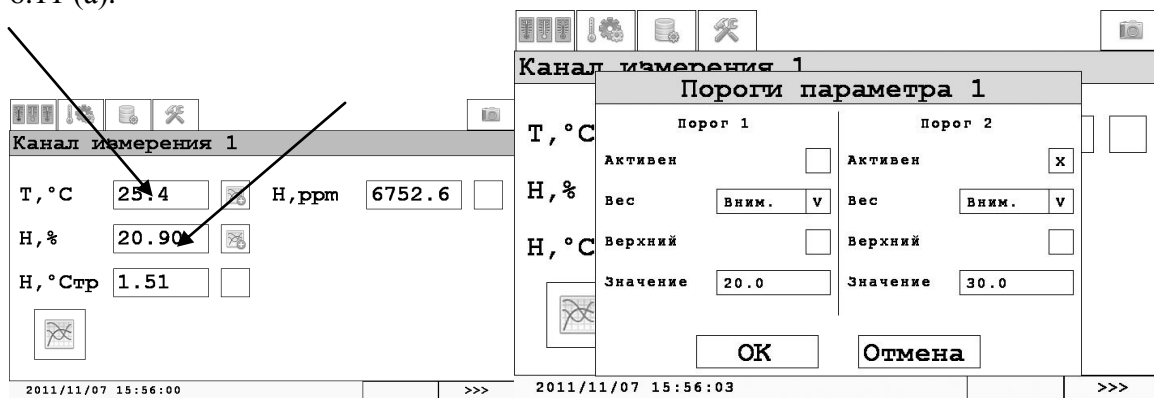 6.11 (а).
Канал измерения 1
Т,°C 25.4 Н,ppm 6752.6
Н,% 20.90
Н,°Стр 1.51
2011/11/07 15:56:00 >>>
Канал измерения 1
Т,°C
Н,%
Н,°С
Пороги параметра 1
Порог 1 Порог 2
Активен Активен x
Вес Вним. v Вес Вним. v
Верхний Верхний
Значение 20.0 Значение 30.0
ОК Отмена
2011/11/07 15:56:03 >>>